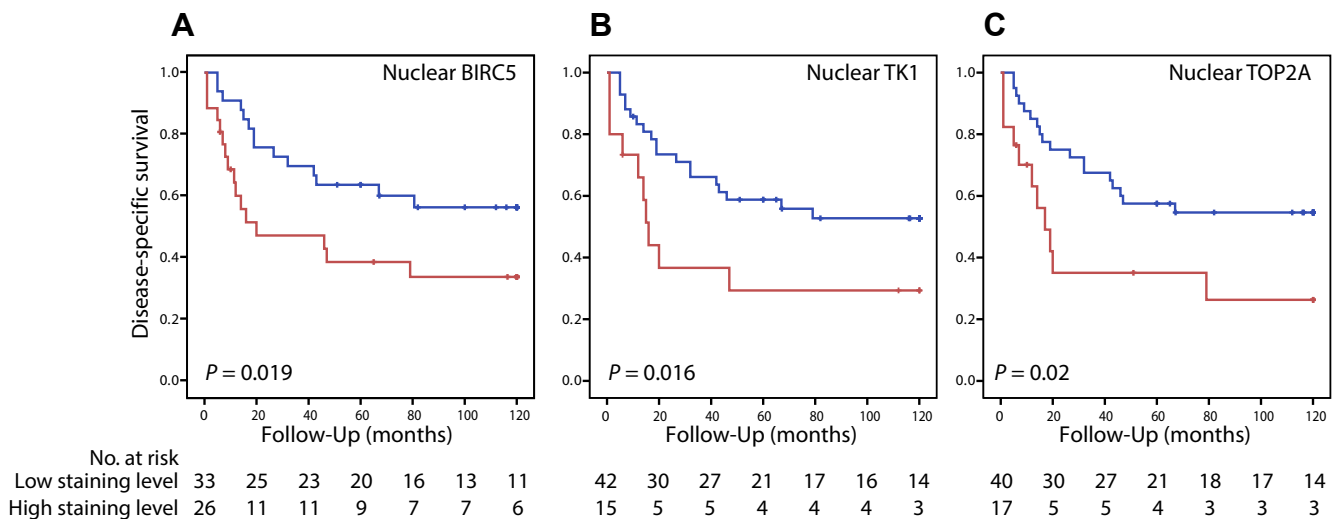 A
B
C
Nuclear BIRC5
Nuclear TK1
Nuclear TOP2A
Disease-specific survival
1.0
0.8
0.6
0.4
0.2
0.0
P = 0.019
0 20 40 60 80 100 120
Follow-Up (months)
1.0
0.8
0.6
0.4
0.2
0.0
P = 0.016
0 20 40 60 80 100 120
Follow-Up (months)
1.0
0.8
0.6
0.4
0.2
0.0
P = 0.02
0 20 40 60 80 100 120
Follow-Up (months)
No. at risk
Low staining level 33 25 23 20 16 13 11 42 30 27 21 17 16 14 40 30 27 21 18 17 14
High staining level 26 11 11 9 7 7 6 15 5 5 4 4 4 3 17 5 5 4 3 3 3